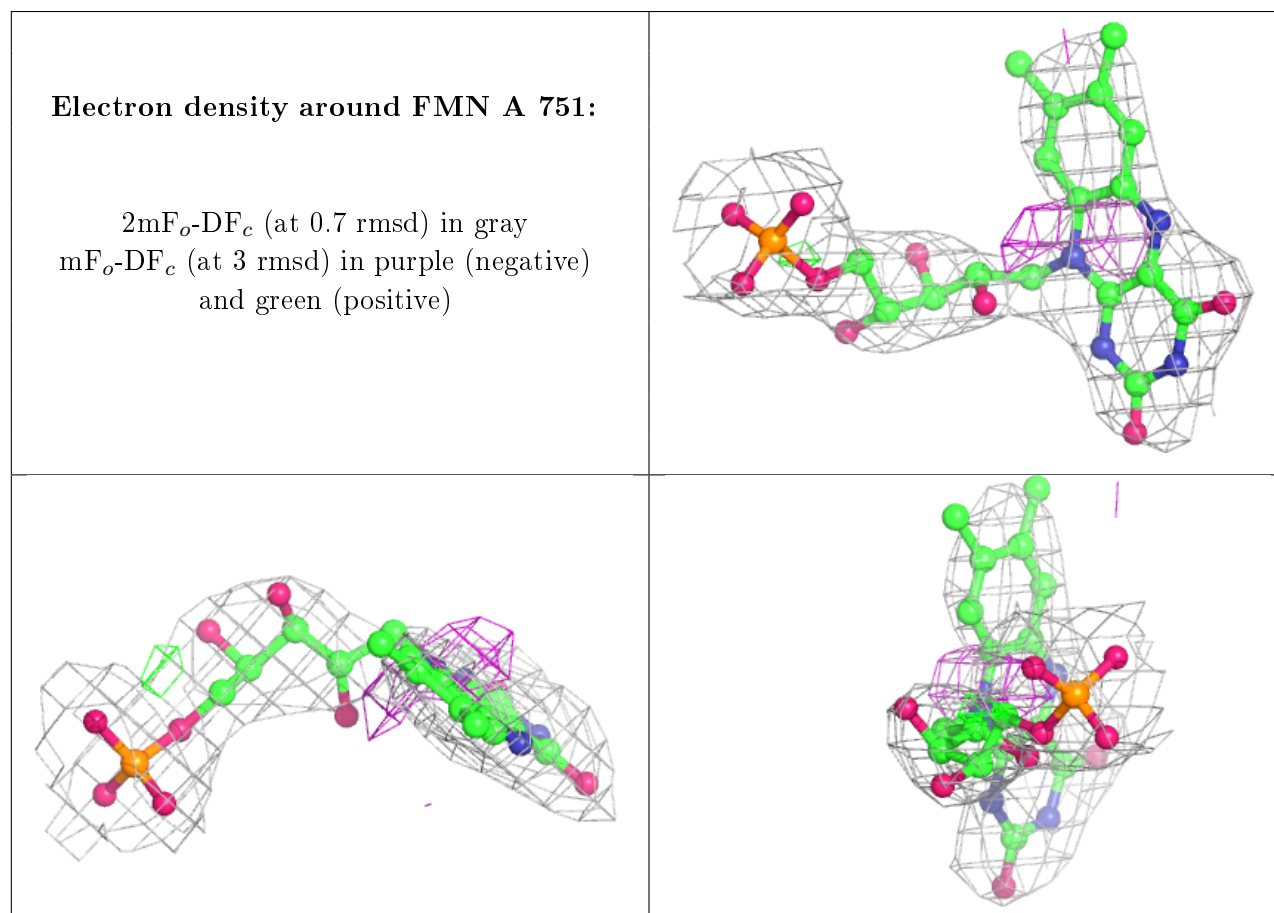 Electron density around FMN A 751:
2mFₒ-DF𝒸 (at 0.7 rmsd) in gray
mFₒ-DF𝒸 (at 3 rmsd) in purple (negative)
and green (positive)